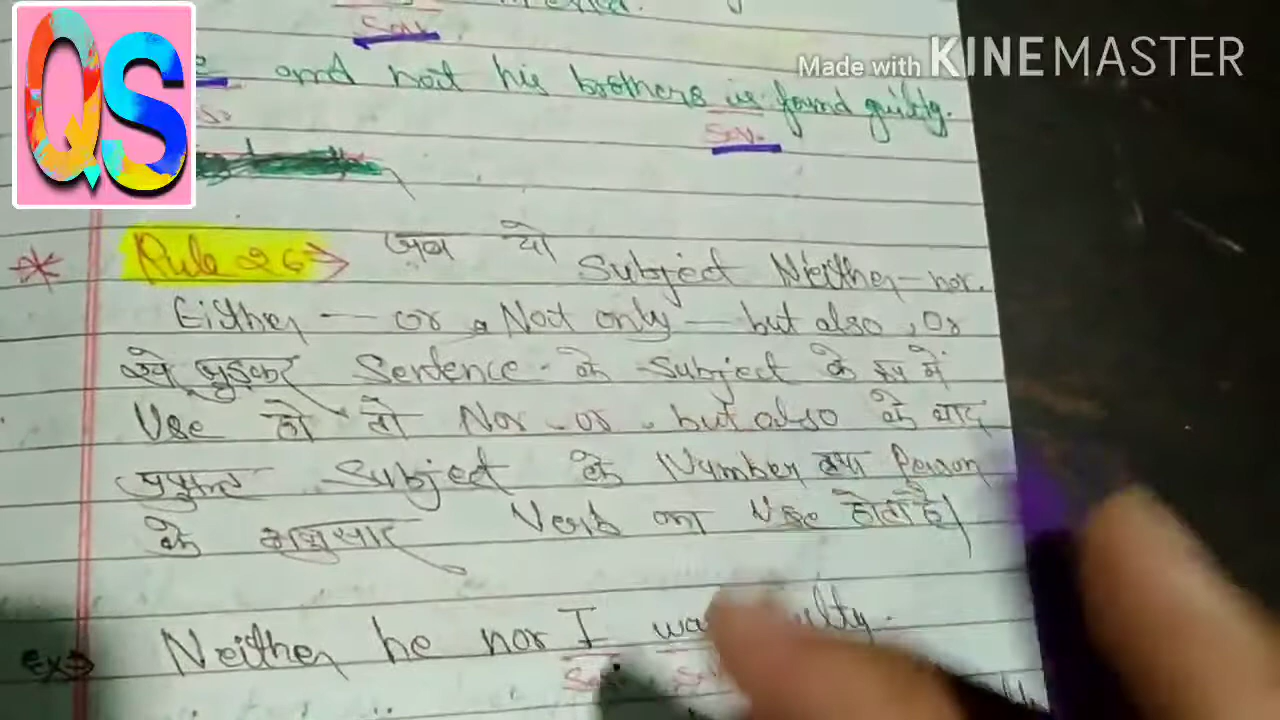 Made with KINEMASTER
QS
and not his brothers is found guilty.
Rule 26 → जब दो Subject Neither — nor.
Either — or, Not only — but also, Or
से जुड़कर Sentence के Subject के रूप में
Use हो तो Nor - or - but also के बाद
प्रयुक्त Subject के Number तथा Person
के अनुसार Verb का Use होता है।
Ex→ Neither he nor I